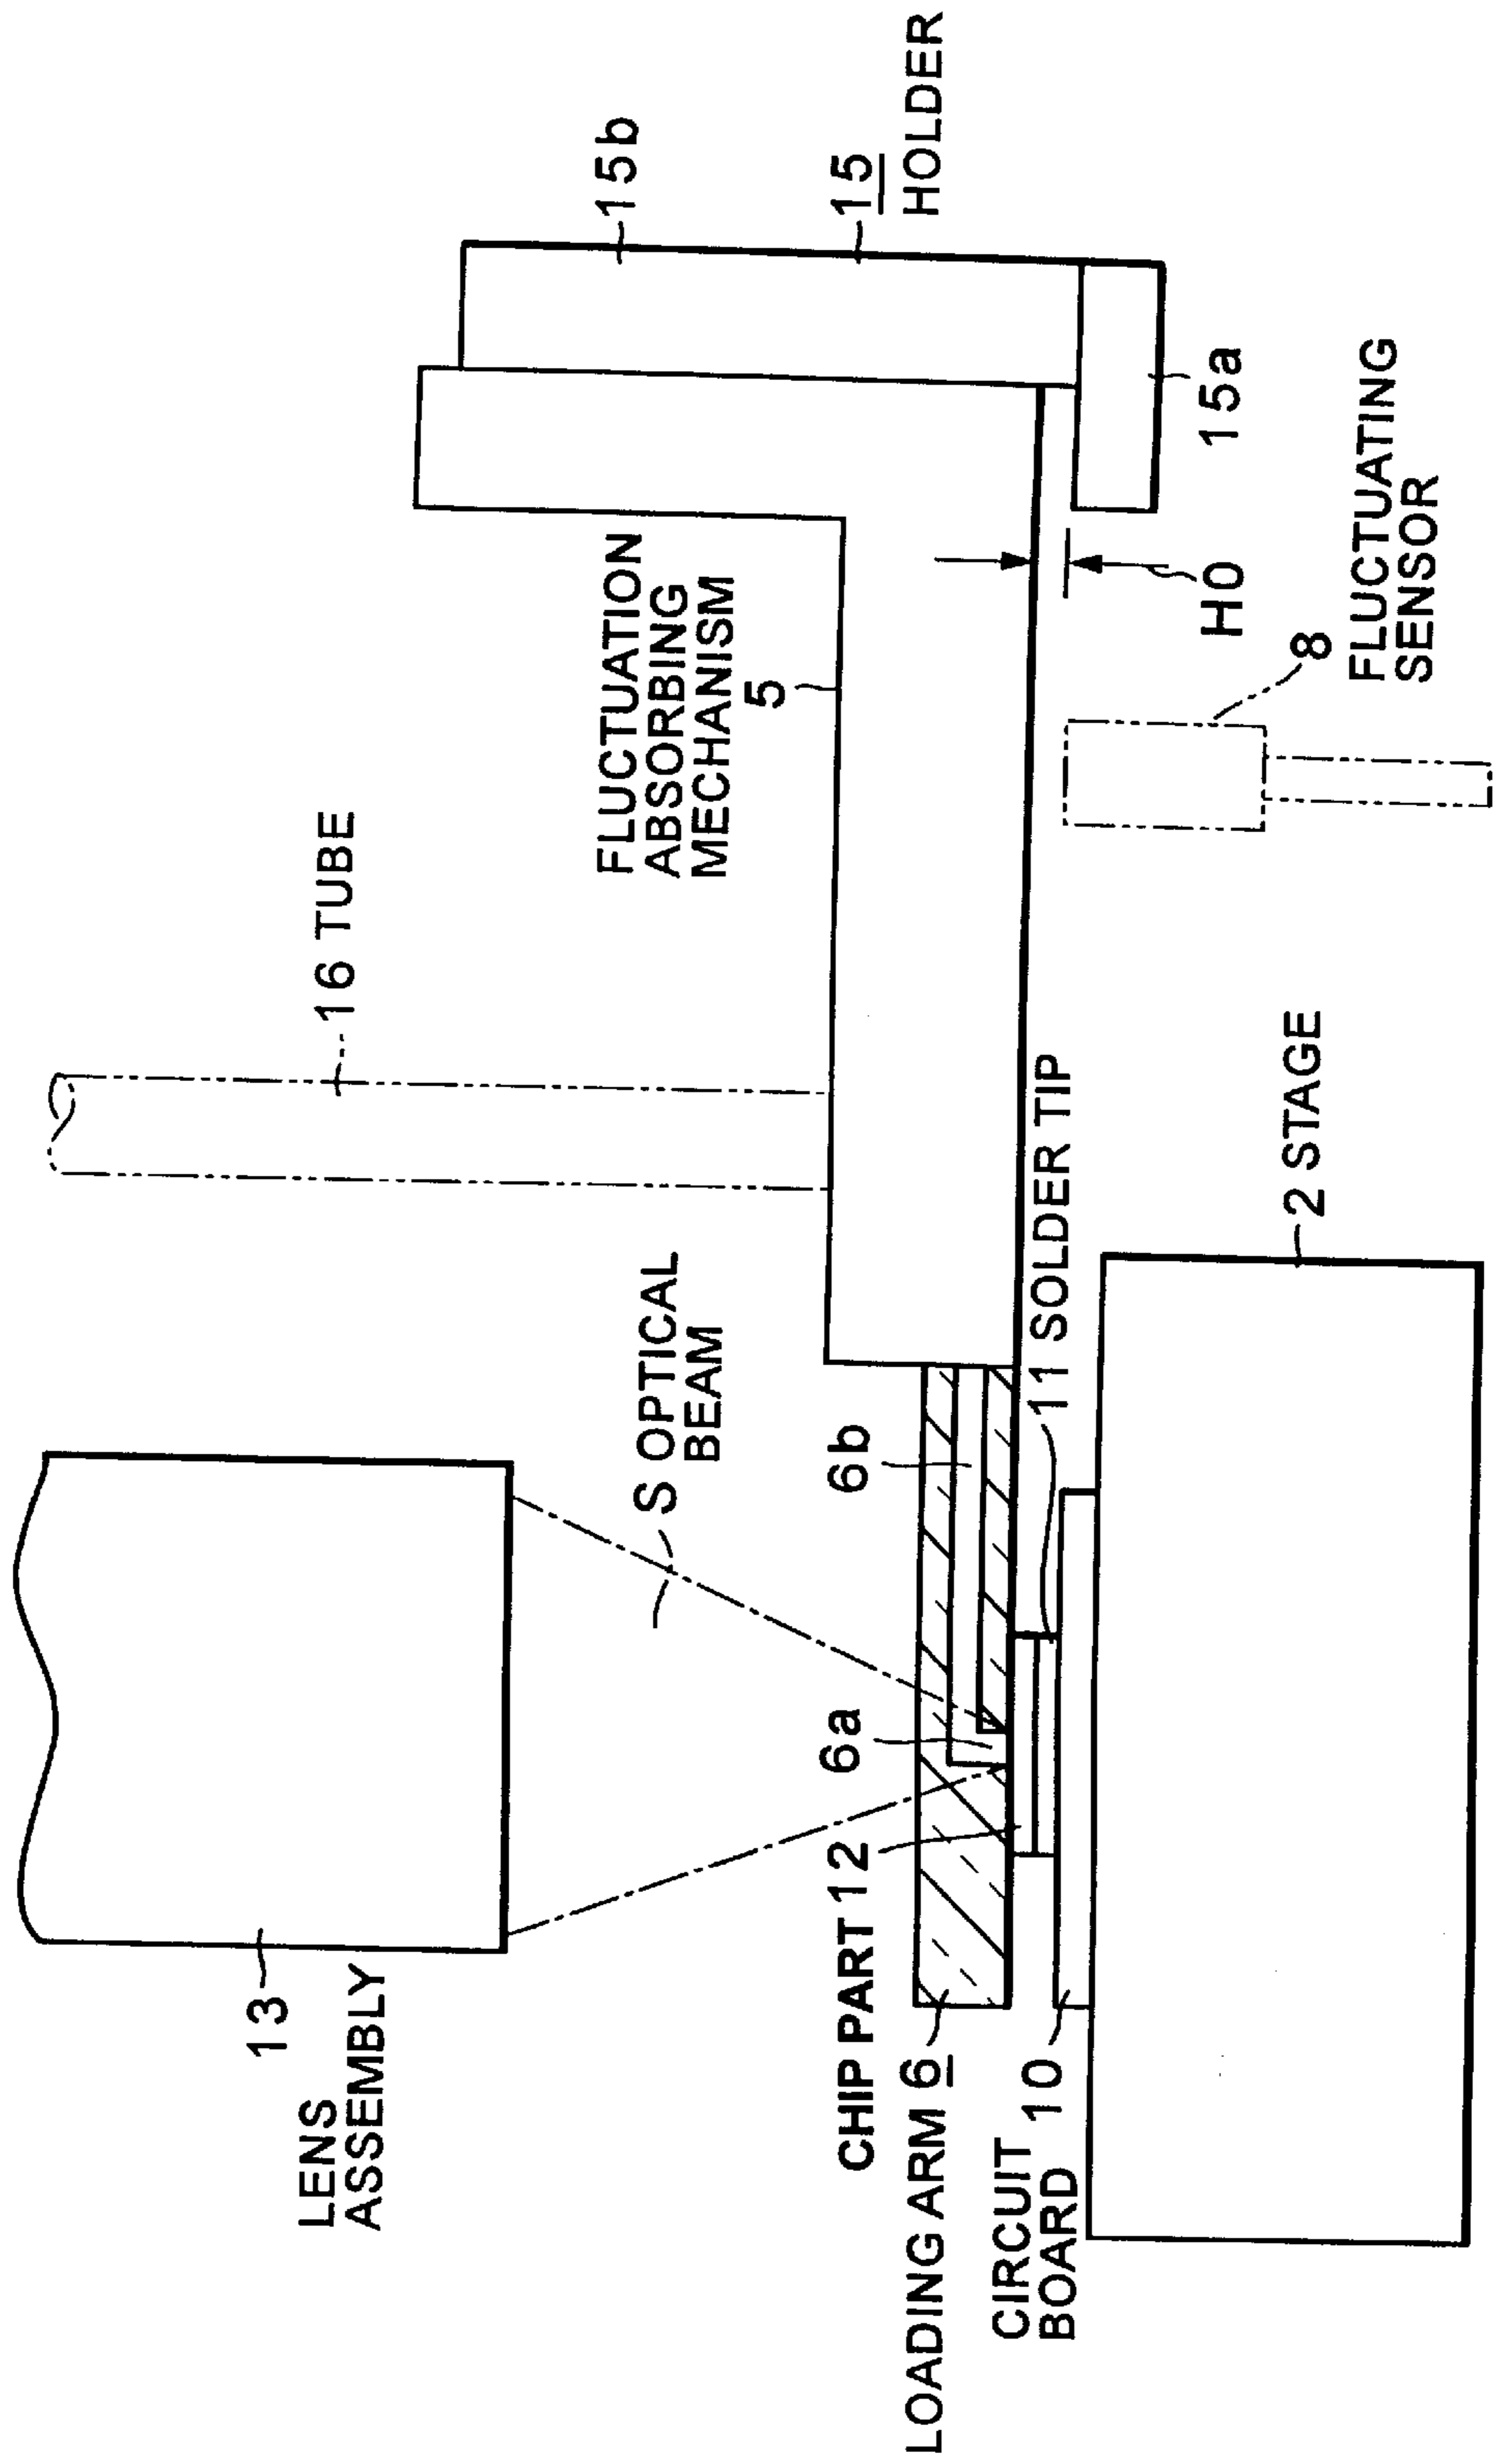 13
LENS
ASSEMBLY
S OPTICAL
BEAM
16 TUBE
FLUCTUATION
ABSORBING
MECHANISM
5
15b
15
HOLDER
CHIP PART 12
6a
6b
LOADING ARM 6
CIRCUIT
BOARD 10
11 SOLDER TIP
2 STAGE
H0
8
FLUCTUATING
SENSOR
15a